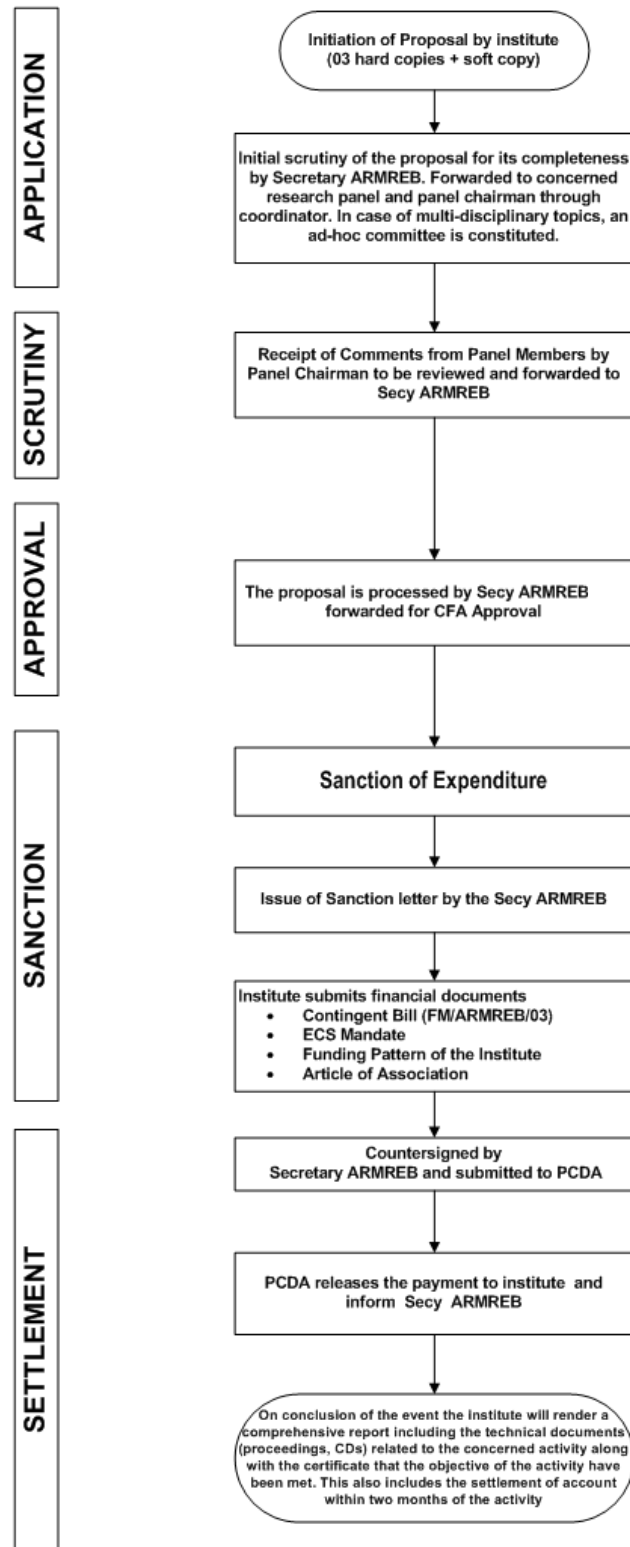 APPLICATION
Initiation of Proposal by institute
(03 hard copies + soft copy)
Initial scrutiny of the proposal for its completeness
by Secretary ARMREB. Forwarded to concerned
research panel and panel chairman through
coordinator. In case of multi-disciplinary topics, an
ad-hoc committee is constituted.
SCRUTINY
Receipt of Comments from Panel Members by
Panel Chairman to be reviewed and forwarded to
Secy ARMREB
APPROVAL
The proposal is processed by Secy ARMREB
forwarded for CFA Approval
SANCTION
Sanction of Expenditure
Issue of Sanction letter by the Secy ARMREB
Institute submits financial documents
• Contingent Bill (FM/ARMREB/03)
• ECS Mandate
• Funding Pattern of the Institute
• Article of Association
SETTLEMENT
Countersigned by
Secretary ARMREB and submitted to PCDA
PCDA releases the payment to institute and
inform Secy ARMREB
On conclusion of the event the Institute will render a
comprehensive report including the technical documents
(proceedings, CDs) related to the concerned activity along
with the certificate that the objective of the activity have
been met. This also includes the settlement of account
within two months of the activity